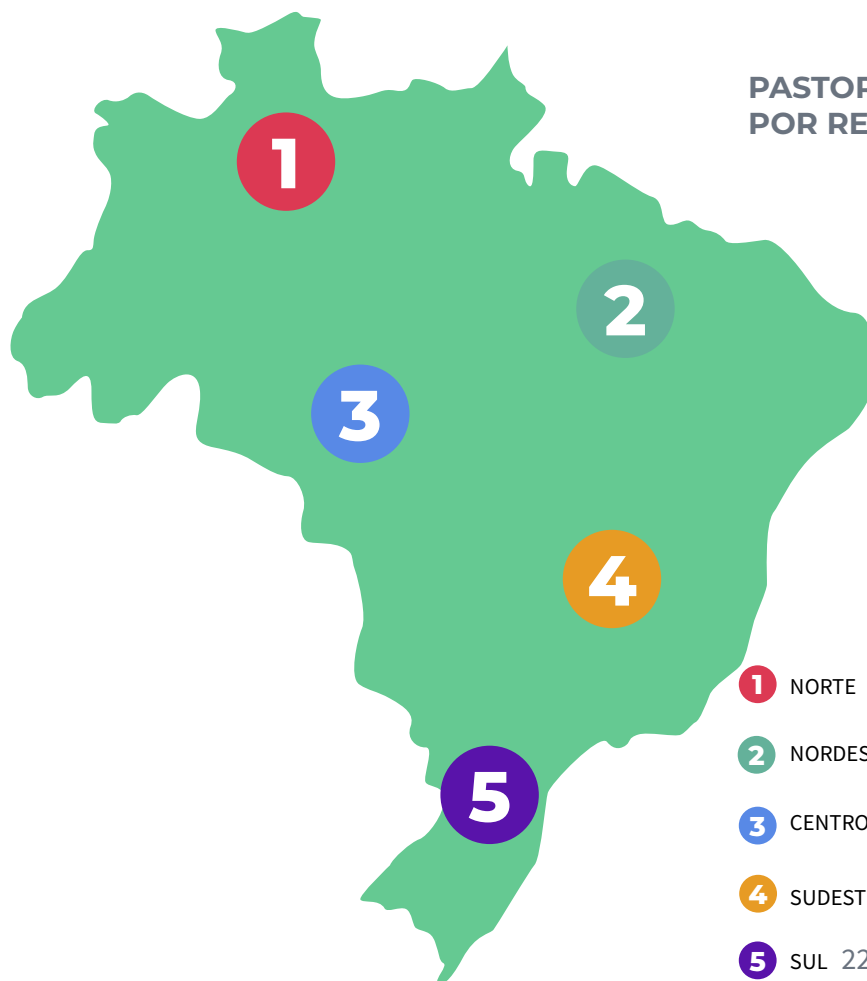 PASTOR
POR RE
1
2
3
4
5
1 NORTE
2 NORDES
3 CENTRO
4 SUDEST
5 SUL 22